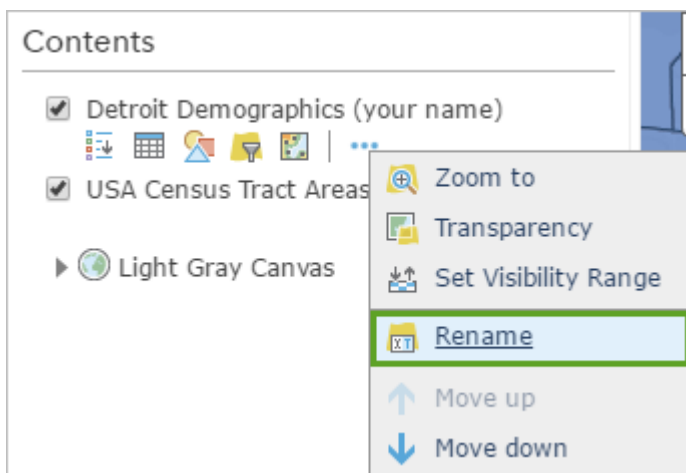 Contents
Detroit Demographics (your name)
USA Census Tract Areas
Light Gray Canvas
Zoom to
Transparency
Set Visibility Range
Rename
Move up
Move down